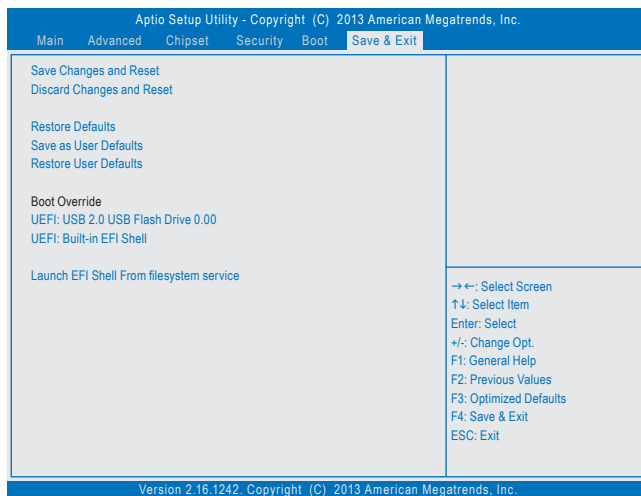 Aptio Setup Utility - Copyright (C) 2013 American Megatrends, Inc.
Main Advanced Chipset Security Boot Save & Exit
Save Changes and Reset
Discard Changes and Reset
Restore Defaults
Save as User Defaults
Restore User Defaults
Boot Override
UEFI: USB 2.0 USB Flash Drive 0.00
UEFI: Built-in EFI Shell
Launch EFI Shell From filesystem service
→←: Select Screen
↑↓: Select Item
Enter: Select
+/-: Change Opt.
F1: General Help
F2: Previous Values
F3: Optimized Defaults
F4: Save & Exit
ESC: Exit
Version 2.16.1242. Copyright (C) 2013 American Megatrends, Inc.